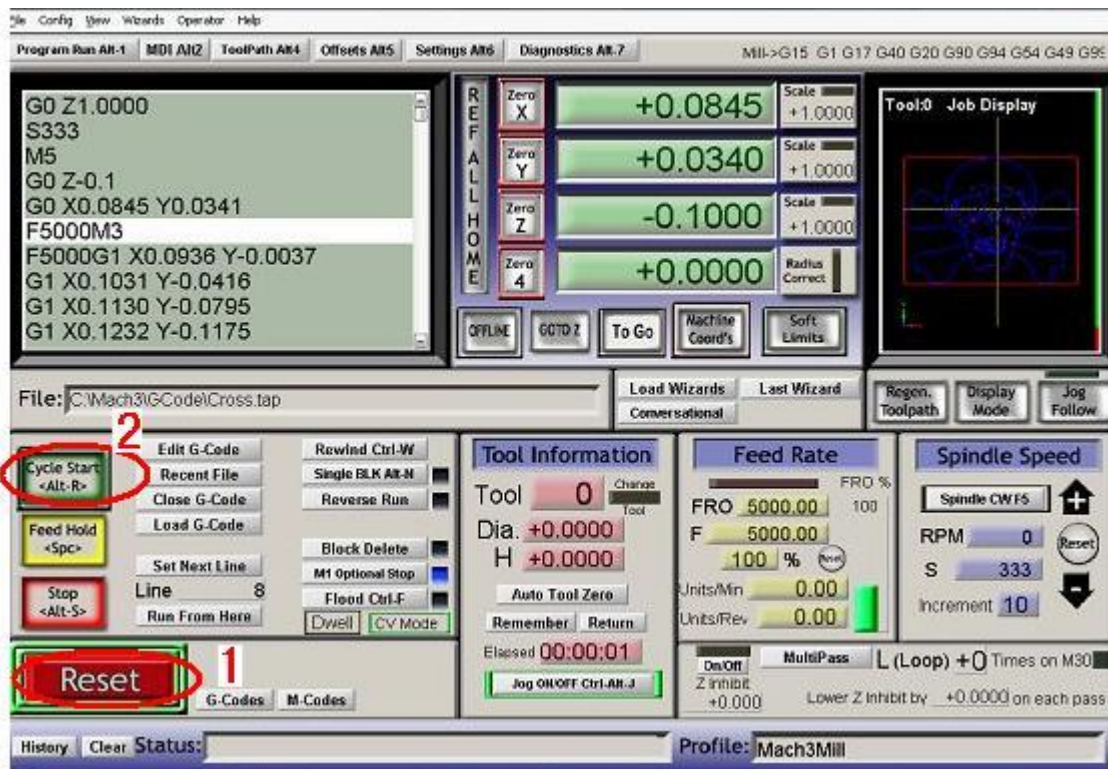 Config View Wizards Operator Help
Program Run Alt-1 MDI Alt2 ToolPath Alt4 Offsets Alt5 Settings Alt6 Diagnostics Alt-7 Mill->G15 G1 G17 G40 G20 G90 G94 G54 G49 G99
G0 Z1.0000
S333
M5
G0 Z-0.1
G0 X0.0845 Y0.0341
F5000M3
F5000G1 X0.0936 Y-0.0037
G1 X0.1031 Y-0.0416
G1 X0.1130 Y-0.0795
G1 X0.1232 Y-0.1175
REF ALL HOME
Zero X +0.0845 Scale +1.0000
Zero Y +0.0340 Scale +1.0000
Zero Z -0.1000 Scale +1.0000
Zero 4 +0.0000 Radius Correct
OFFLINE GOTO Z To Go Machine Coord's Soft Limits
Tool:0 Job Display
File: C:\Mach3\GCode\Cross.tap
Load Wizards Last Wizard
Conversational
Regen. Toolpath Display Mode Jog Follow
2
Cycle Start <Alt-R>
Feed Hold <Spc>
Stop <Alt-S>
Edit G-Code
Recent File
Close G-Code
Load G-Code
Set Next Line
Line 8
Run From Here
Rewind Ctrl-W
Single BLK Alt-N
Reverse Run
Block Delete
M1 Optional Stop
Flood Ctrl-F
Dwell CV Mode
Reset
1
G-Codes M-Codes
Tool Information
Tool 0 Change Tool
Dia. +0.0000
H +0.0000
Auto Tool Zero
Remember Return
Elapsed 00:00:01
Jog ON/OFF Ctrl-Alt-J
Feed Rate
FRO %
FRO 5000.00 100
F 5000.00
100 % Reset
Units/Min 0.00
Units/Rev 0.00
Spindle Speed
Spindle CW F5
RPM 0 Reset
S 333
Increment 10
On/Off MultiPass L (Loop) +0 Times on M30
Z Inhibit
+0.000 Lower Z Inhibit by +0.0000 on each pass
History Clear Status: Profile: Mach3Mill